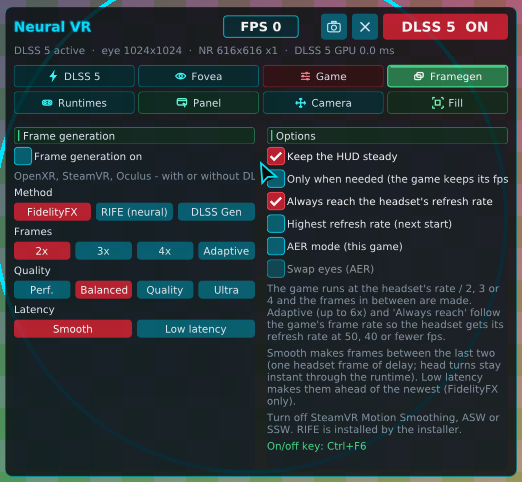 Neural VR
FPS 0
DLSS 5 ON
DLSS 5 active · eye 1024x1024 · NR 616x616 x1 · DLSS 5 GPU 0.0 ms
DLSS 5
Fovea
Game
Framegen
Runtimes
Panel
Camera
Fill
Frame generation
Frame generation on
OpenXR, SteamVR, Oculus - with or without DL
Method
FidelityFX
RIFE (neural)
DLSS Gen
Frames
2x
3x
4x
Adaptive
Quality
Perf.
Balanced
Quality
Ultra
Latency
Smooth
Low latency
Options
Keep the HUD steady
Only when needed (the game keeps its fps
Always reach the headset's refresh rate
Highest refresh rate (next start)
AER mode (this game)
Swap eyes (AER)
The game runs at the headset's rate / 2, 3 or
4 and the frames in between are made.
Adaptive (up to 6x) and 'Always reach' follow
the game's frame rate so the headset gets its
refresh rate at 50, 40 or fewer fps.
Smooth makes frames between the last two
(one headset frame of delay; head turns stay
instant through the runtime). Low latency
makes them ahead of the newest (FidelityFX
only).
Turn off SteamVR Motion Smoothing, ASW or
SSW. RIFE is installed by the installer.
On/off key: Ctrl+F6